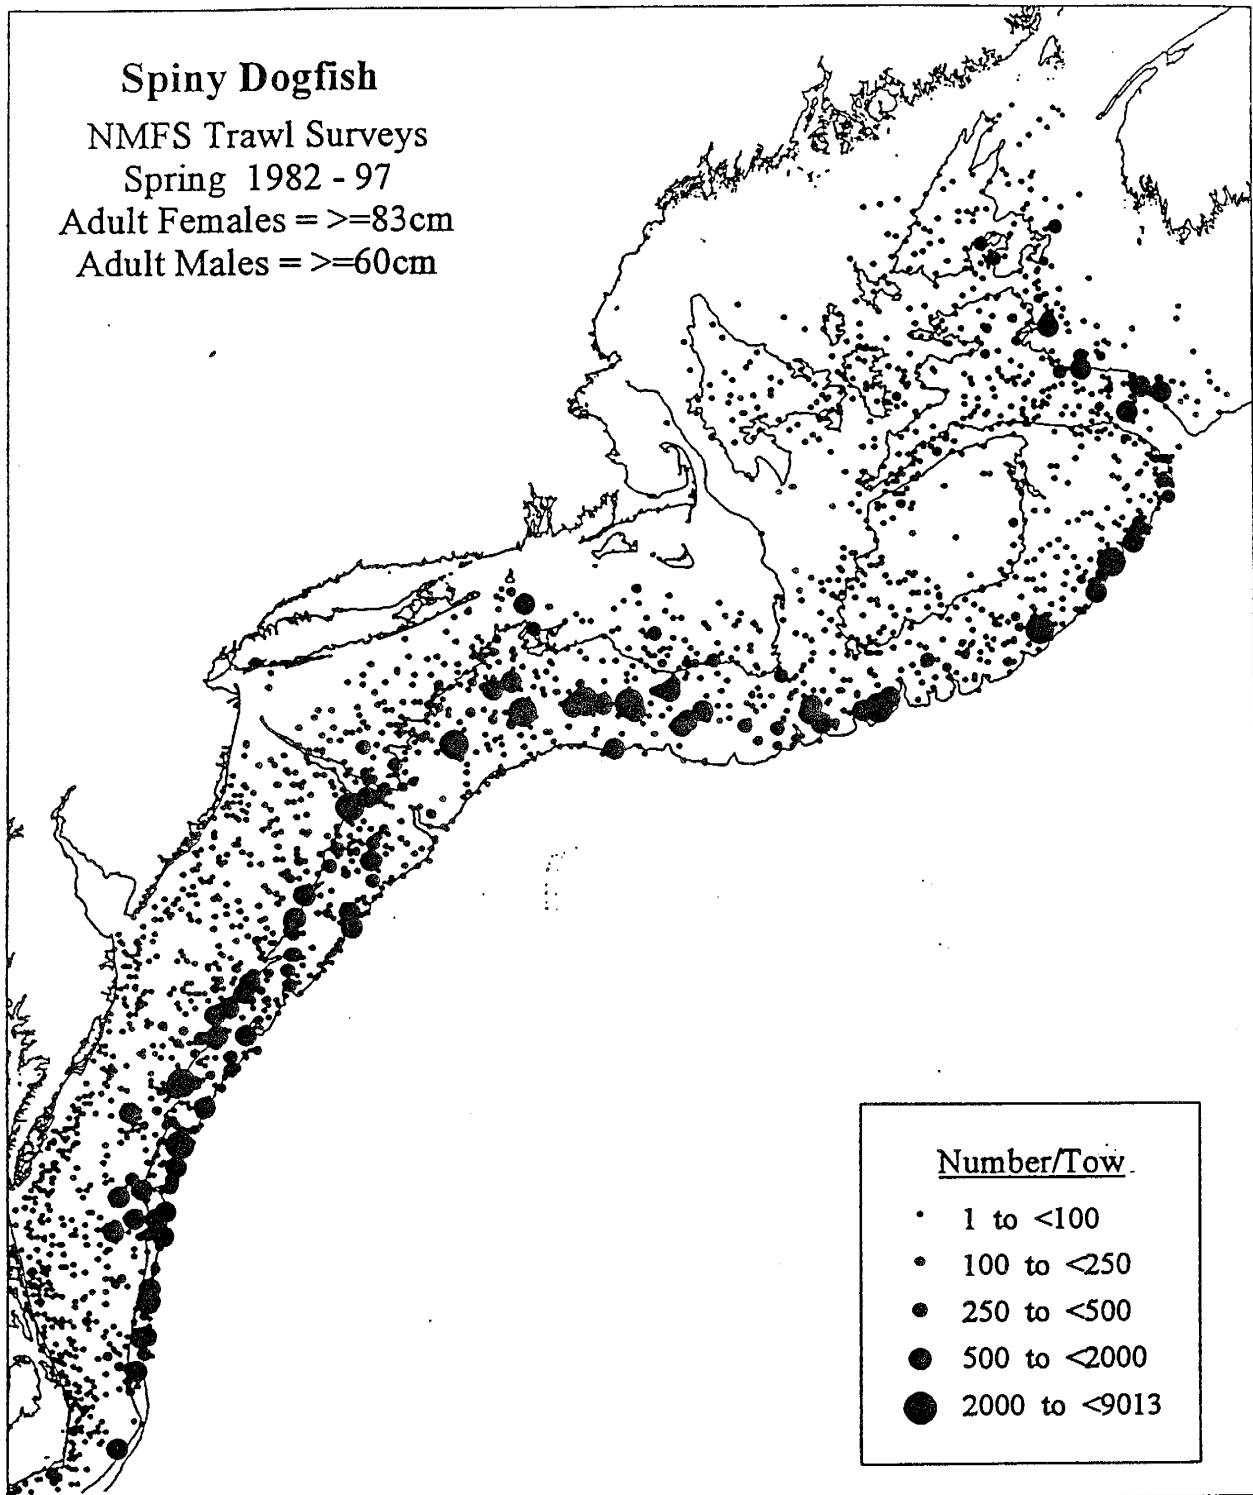 Spiny Dogfish
NMFS Trawl Surveys
Spring 1982 - 97
Adult Females = >=83cm
Adult Males = >=60cm
Number/Tow
1 to <100
100 to <250
250 to <500
500 to <2000
2000 to <9013